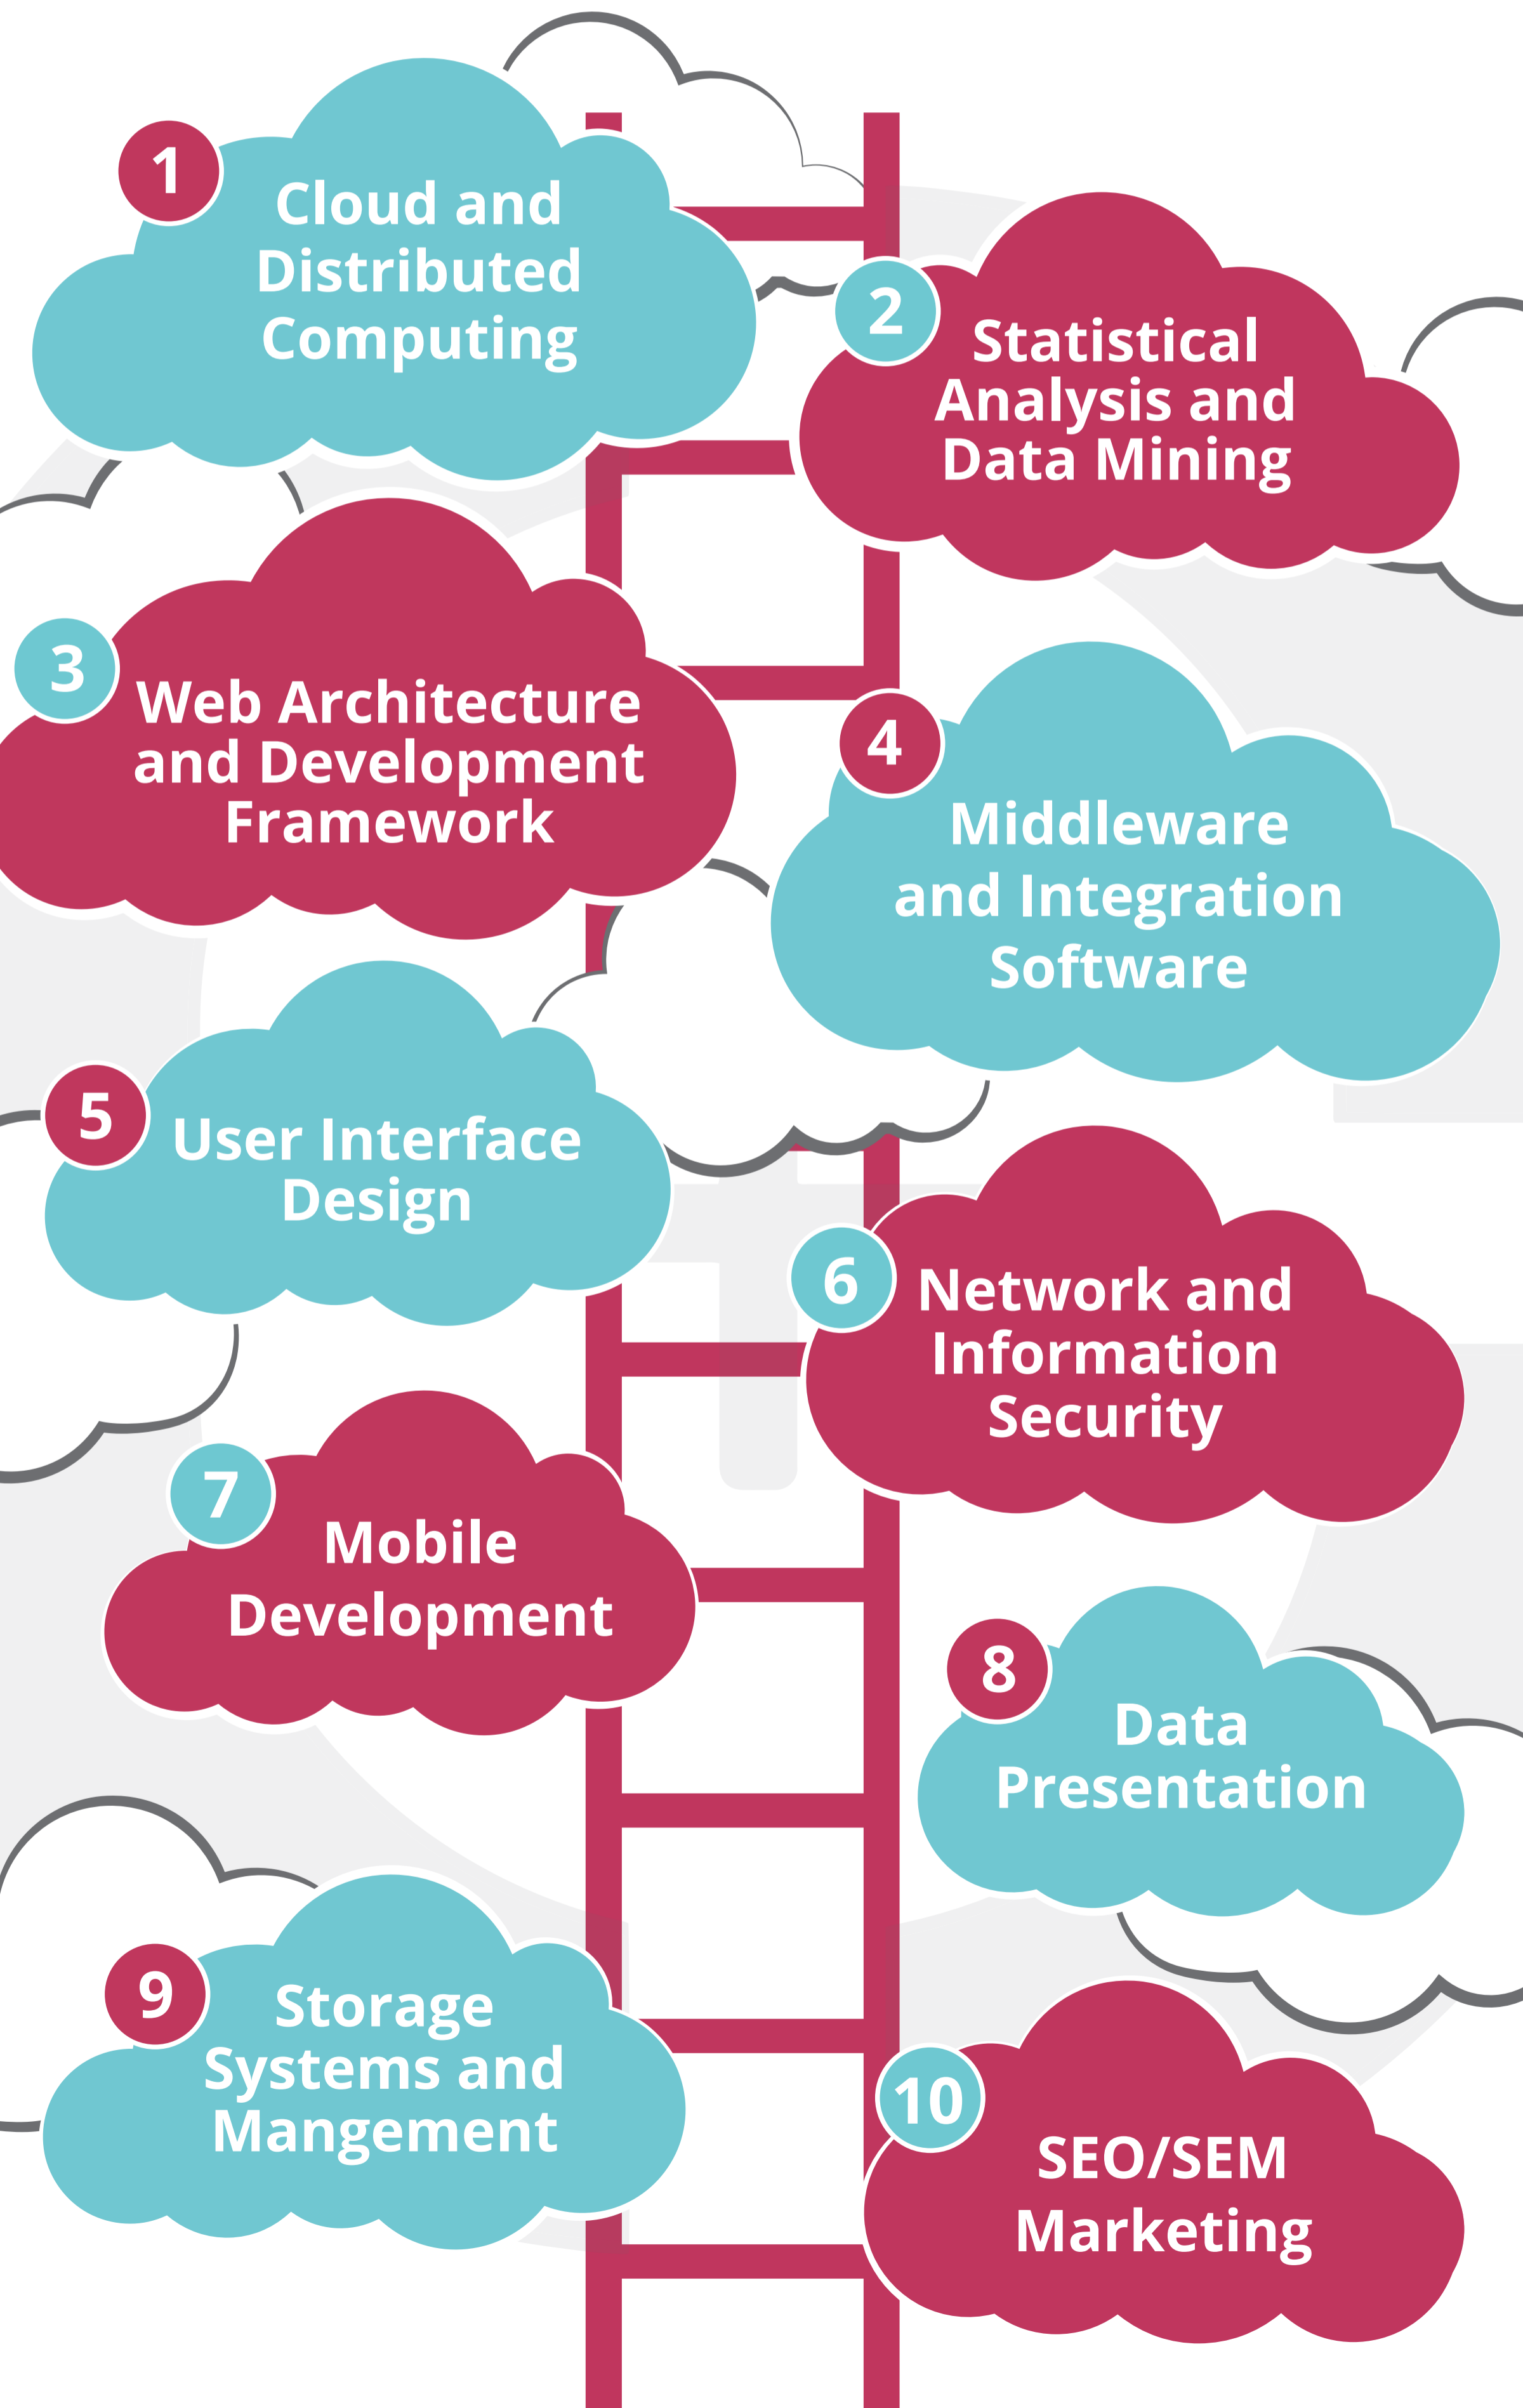 1
Cloud and
Distributed
Computing
2
Statistical
Analysis and
Data Mining
3
Web Architecture
and Development
Framework
4
Middleware
and Integration
Software
5
User Interface
Design
6
Network and
Information
Security
7
Mobile
Development
8
Data
Presentation
9
Storage
Systems and
Mangement
10
SEO/SEM
Marketing